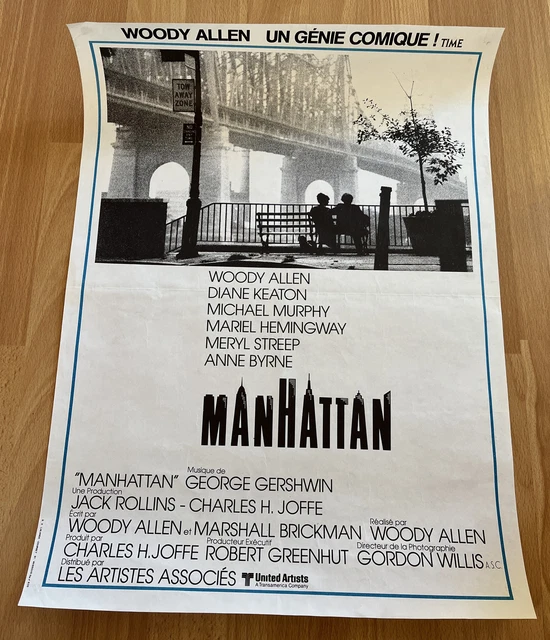 WOODY ALLEN UN GÉNIE COMIQUE ! TIME
TOW
AWAY
ZONE
WOODY ALLEN
DIANE KEATON
MICHAEL MURPHY
MARIEL HEMINGWAY
MERYL STREEP
ANNE BYRNE
MANHATTAN
Musique de
"MANHATTAN" GEORGE GERSHWIN
Une Production
JACK ROLLINS - CHARLES H. JOFFE
Écrit par Réalisé par
WOODY ALLEN et MARSHALL BRICKMAN WOODY ALLEN
Produit par Producteur Exécutif Directeur de la Photographie
CHARLES H. JOFFE ROBERT GREENHUT GORDON WILLIS A.S.C.
Distribué par
LES ARTISTES ASSOCIÉS United Artists
A Transamerica Company